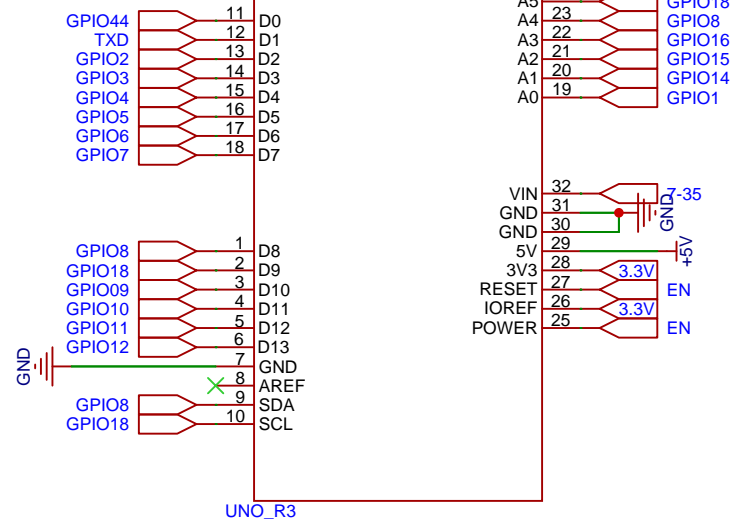 GPIO44 11 D0
TXD 12 D1
GPIO2 13 D2
GPIO3 14 D3
GPIO4 15 D4
GPIO5 16 D5
GPIO6 17 D6
GPIO7 18 D7
GPIO8 1 D8
GPIO18 2 D9
GPIO09 3 D10
GPIO10 4 D11
GPIO11 5 D12
GPIO12 6 D13
GND 7 GND
8 AREF
GPIO8 9 SDA
GPIO18 10 SCL
A5 GPIO18
A4 23 GPIO8
A3 22 GPIO16
A2 21 GPIO15
A1 20 GPIO14
A0 19 GPIO1
VIN 32 7-35
GND 31 GND
GND 30
5V 29 +5V
3V3 28 3.3V
RESET 27 EN
IOREF 26 3.3V
POWER 25 EN
UNO_R3